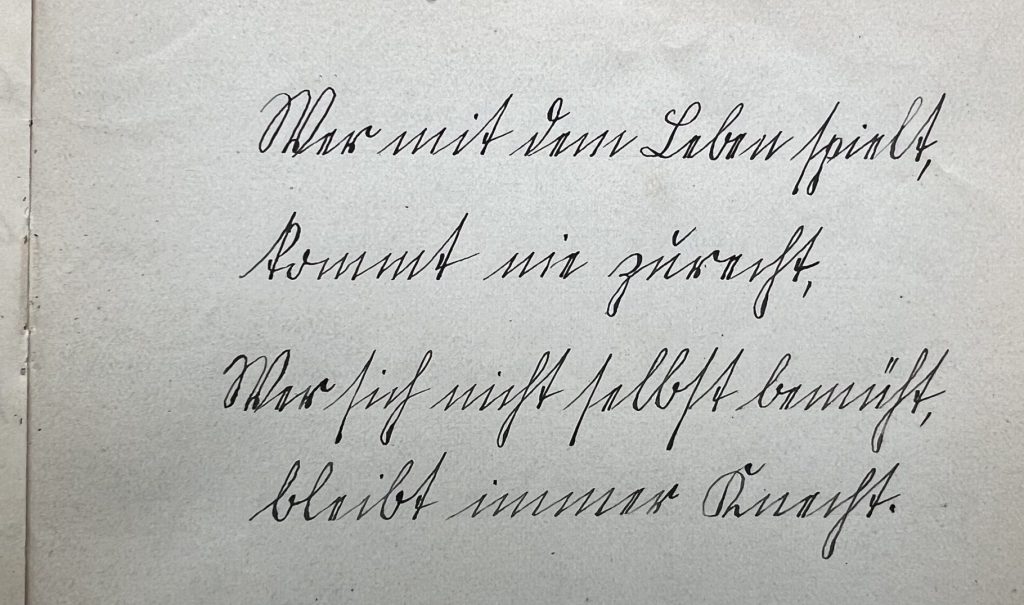 Wer mit dem Leben spielt,
kommt nie zurecht,
Wer sich nicht selbst bemüht,
bleibt immer Knecht.